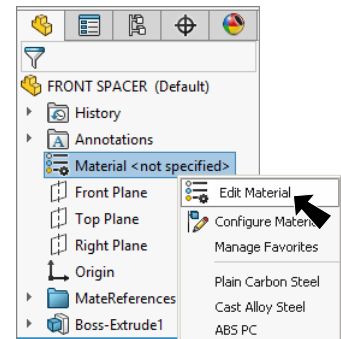 FRONT SPACER (Default)
History
Annotations
Material <not specified>
Front Plane
Top Plane
Right Plane
Origin
MateReferences
Boss-Extrude1
Edit Material
Configure
Manage Favorites
Plain Carbon Steel
Cast Alloy Steel
ABS PC